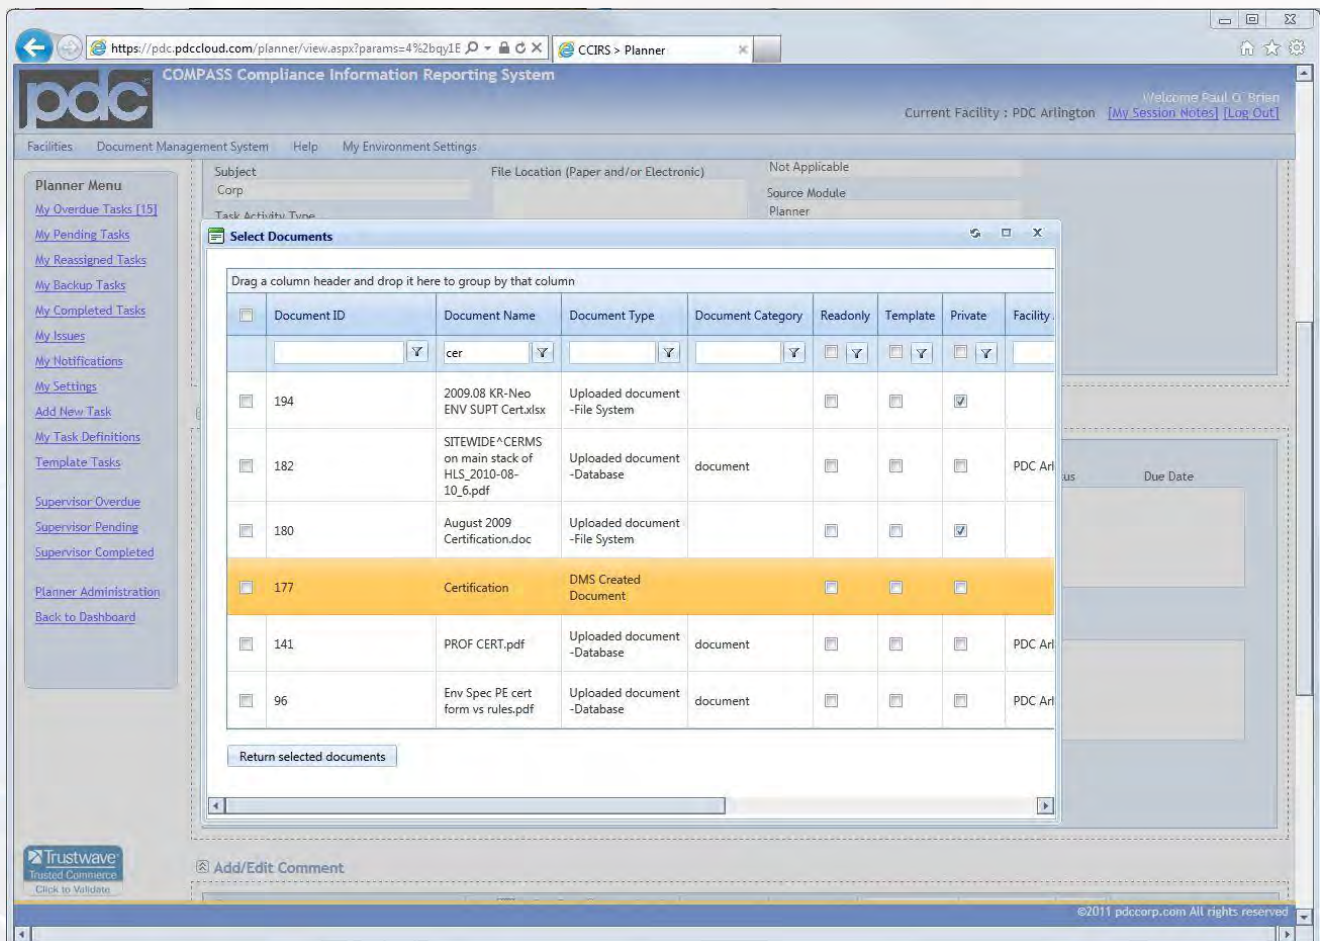 https://pdc.pdccloud.com/planner/view.aspx?params=4%2bqy1E
CCIRS > Planner
pdc
COMPASS Compliance Information Reporting System
Welcome Paul O. Brien
Current Facility : PDC Arlington [My Session Notes] [Log Out]
Facilities Document Management System Help My Environment Settings
Planner Menu
My Overdue Tasks [15]
My Pending Tasks
My Reassigned Tasks
My Backup Tasks
My Completed Tasks
My Issues
My Notifications
My Settings
Add New Task
My Task Definitions
Template Tasks
Supervisor Overdue
Supervisor Pending
Supervisor Completed
Planner Administration
Back to Dashboard
Subject
Corp
Task Activity Type
File Location (Paper and/or Electronic)
Not Applicable
Source Module
Planner
Select Documents
Drag a column header and drop it here to group by that column
Document ID Document Name Document Type Document Category Readonly Template Private Facility
cer
194 2009.08 KR-Neo Uploaded document
ENV SUPT Cert.xlsx -File System
SITEWIDE^CERMS
182 on main stack of Uploaded document document PDC Arl
HLS_2010-08- -Database
10_6.pdf
180 August 2009 Uploaded document
Certification.doc -File System
177 Certification DMS Created
Document
141 PROF CERT.pdf Uploaded document document PDC Arl
-Database
96 Env Spec PE cert Uploaded document document PDC Arl
form vs rules.pdf -Database
Return selected documents
us Due Date
Add/Edit Comment
Trustwave
Trusted Commerce
Click to Validate
©2011 pdccorp.com All rights reserved